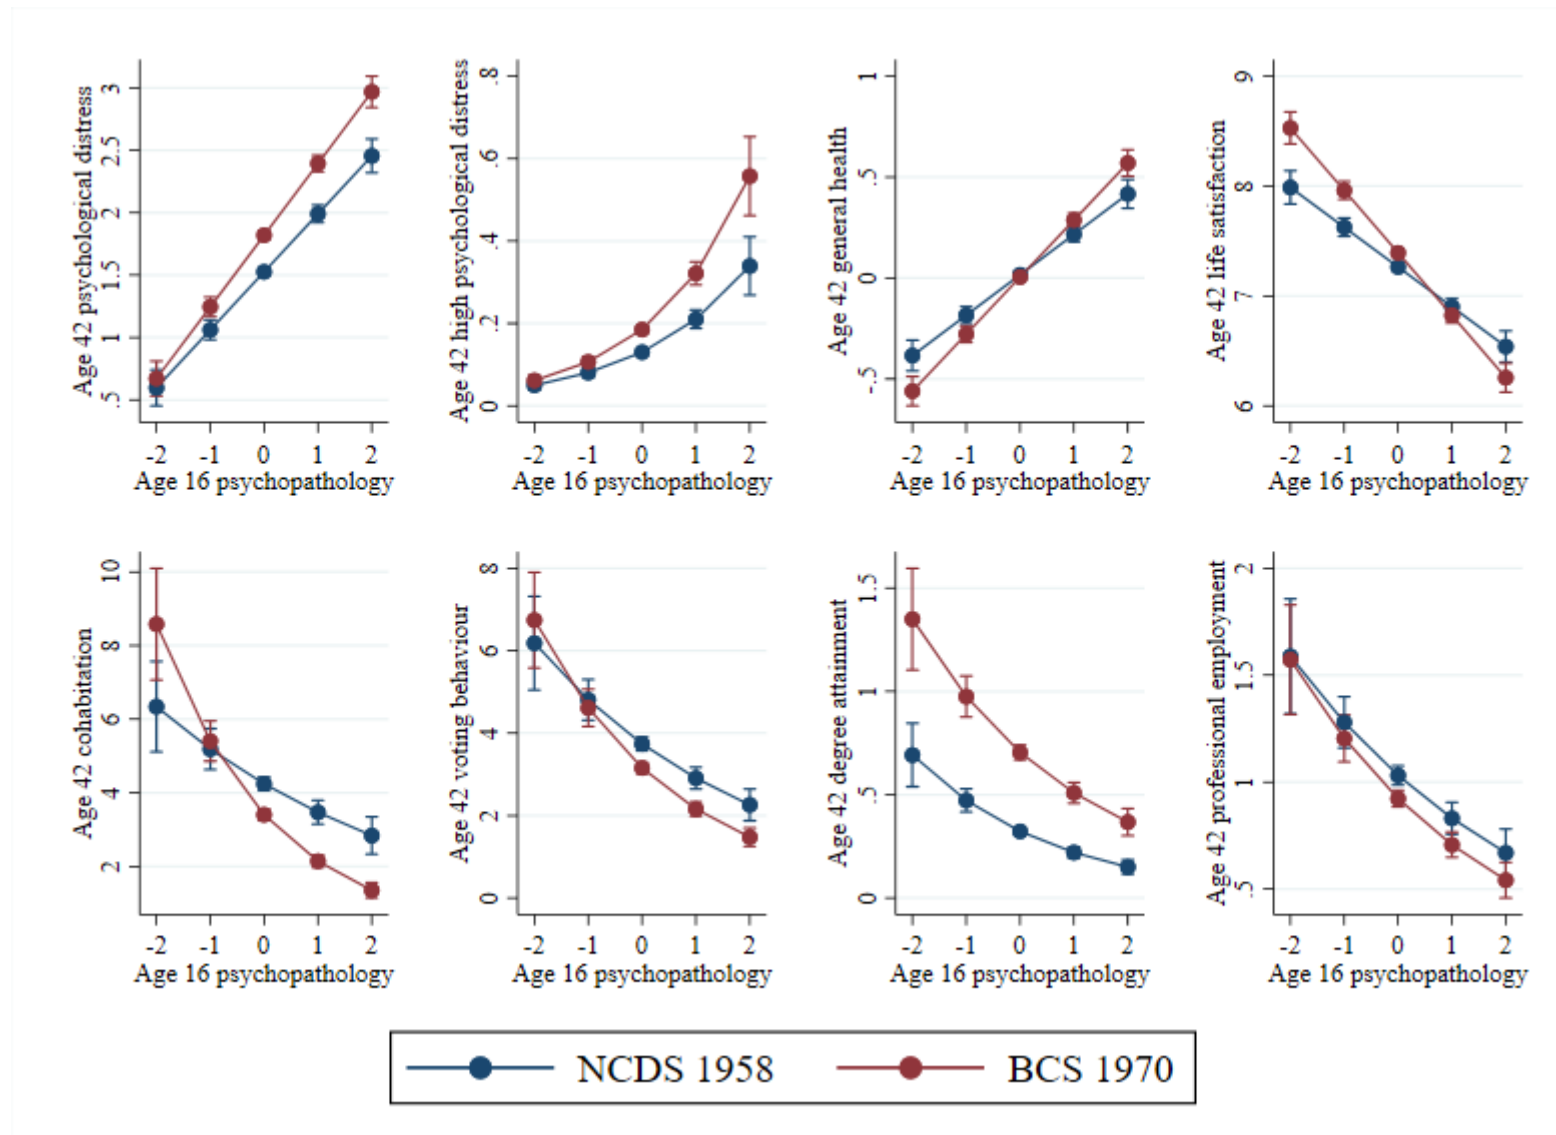 Age 42 psychological distress
3
2.5
2
1.5
1
.5
-2 -1 0 1 2
Age 16 psychopathology
Age 42 high psychological distress
.8
.6
.4
.2
0
-2 -1 0 1 2
Age 16 psychopathology
Age 42 general health
1
.5
0
-.5
-2 -1 0 1 2
Age 16 psychopathology
Age 42 life satisfaction
9
8
7
6
-2 -1 0 1 2
Age 16 psychopathology
Age 42 cohabitation
10
8
6
4
2
-2 -1 0 1 2
Age 16 psychopathology
Age 42 voting behaviour
8
6
4
2
0
-2 -1 0 1 2
Age 16 psychopathology
Age 42 degree attainment
1.5
1
.5
0
-2 -1 0 1 2
Age 16 psychopathology
Age 42 professional employment
2
1.5
1
.5
-2 -1 0 1 2
Age 16 psychopathology
NCDS 1958 BCS 1970